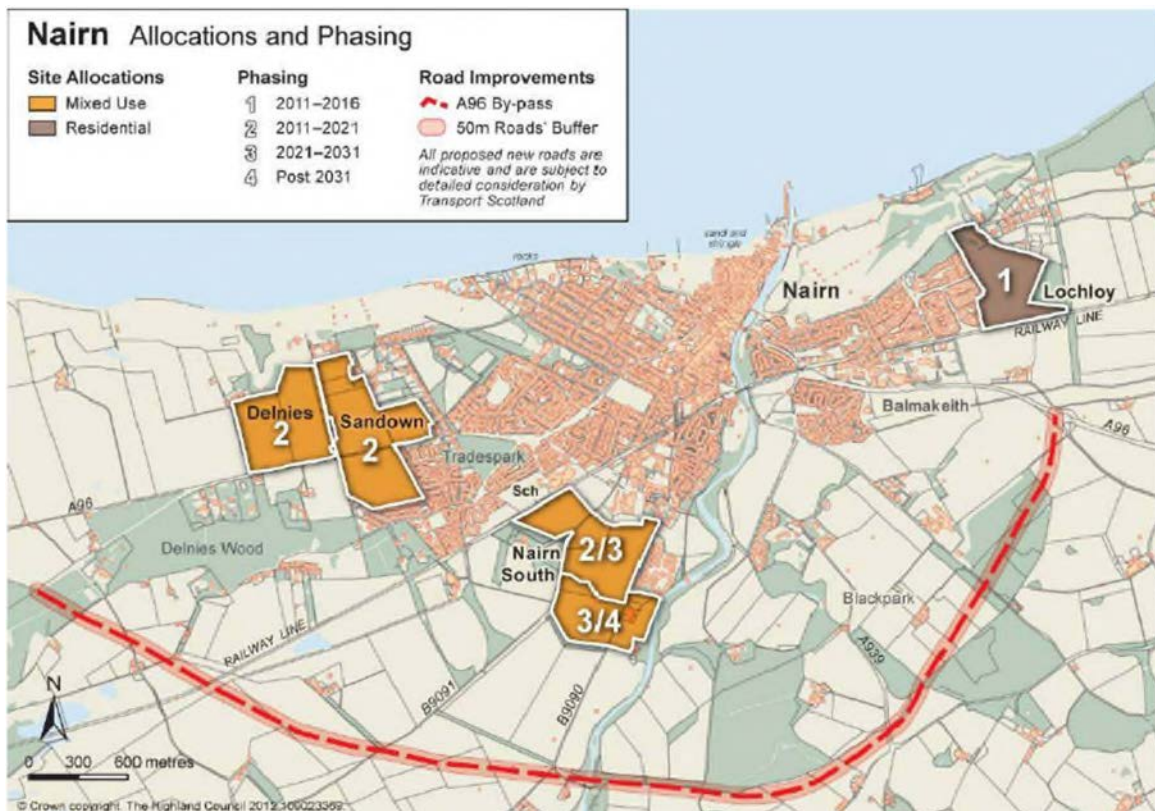 Nairn Allocations and Phasing
Site Allocations
Mixed Use
Residential
Phasing
1 2011–2016
2 2011–2021
3 2021–2031
4 Post 2031
Road Improvements
A96 By-pass
50m Roads' Buffer
All proposed new roads are
indicative and are subject to
detailed consideration by
Transport Scotland
sand and
shingle
rocks
Nairn
1
Lochloy
RAILWAY LINE
Delnies
2
Sandown
2
Balmakeith
A96
Tradespark
Sch
A96
Delnies Wood
Nairn
South
2/3
3/4
Blackpark
A939
RAILWAY LINE
B9091
B9090
N
0 300 600 metres
© Crown copyright. The Highland Council 2012 100023369